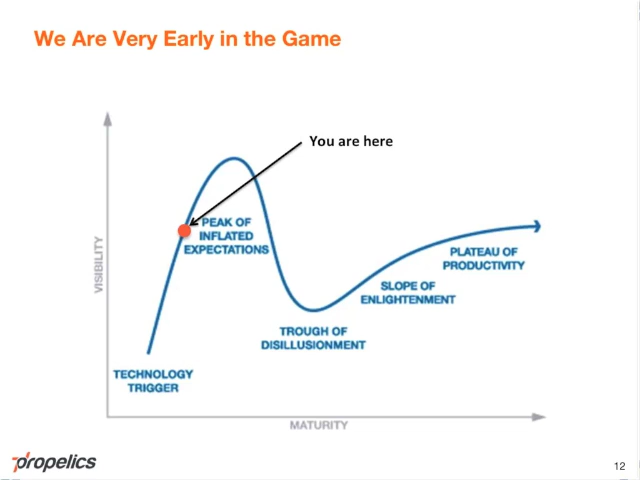 We Are Very Early in the Game
You are here
PEAK OF
INFLATED
EXPECTATIONS
PLATEAU OF
PRODUCTIVITY
SLOPE OF
ENLIGHTENMENT
TROUGH OF
DISILLUSIONMENT
TECHNOLOGY
TRIGGER
VISIBILITY
MATURITY
propelics
12